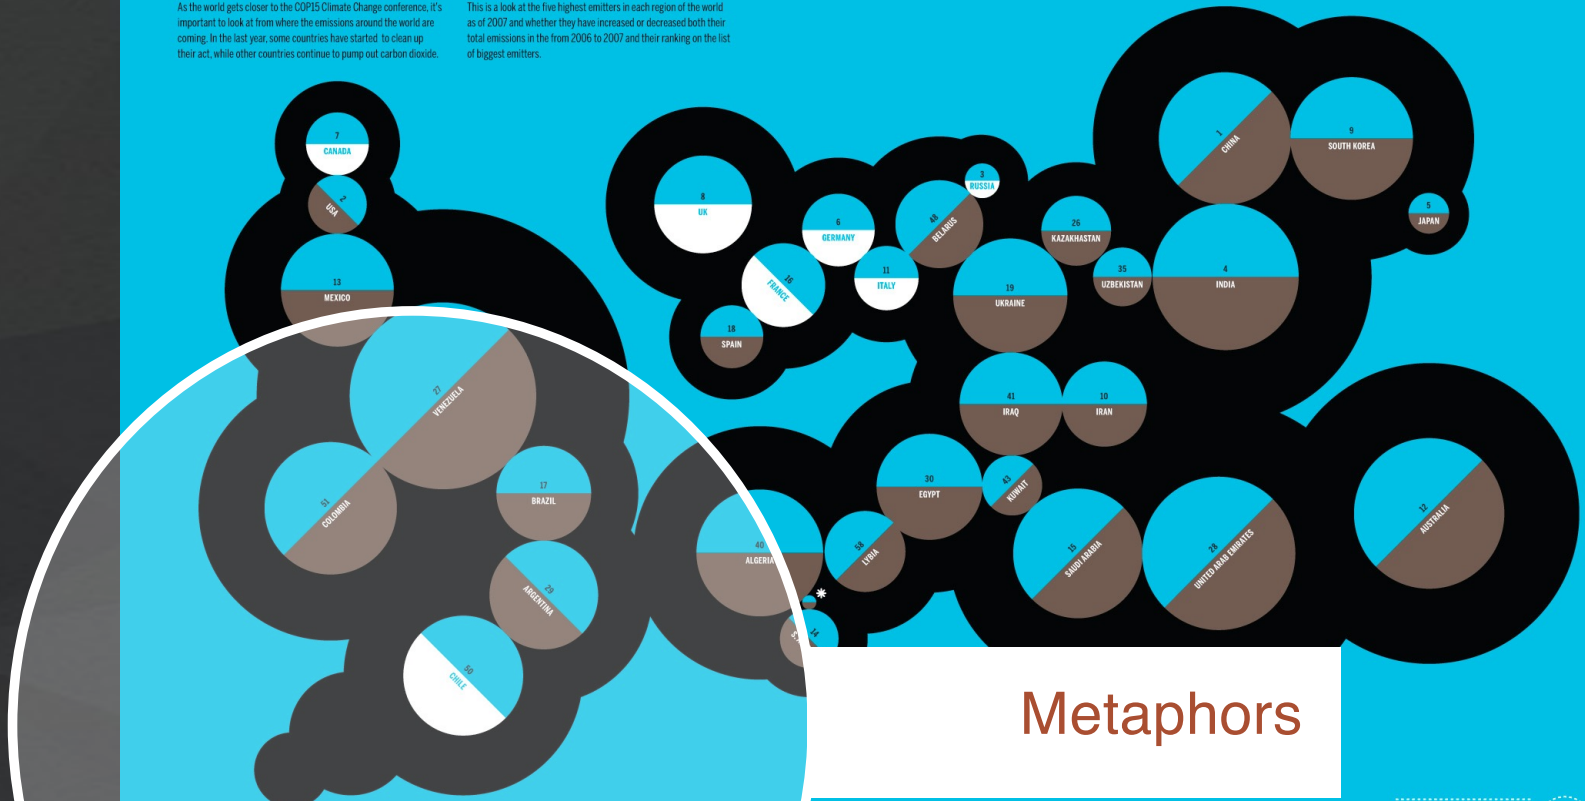 As the world gets closer to the COP15 Climate Change conference, it's
important to look at from where the emissions around the world are
coming. In the last year, some countries have started to clean up
their act, while other countries continue to pump out carbon dioxide.
This is a look at the five highest emitters in each region of the world
as of 2007 and whether they have increased or decreased both their
total emissions in the from 2006 to 2007 and their ranking on the list
of biggest emitters.
7
CANADA
2
USA
13
MEXICO
27
VENEZUELA
51
COLOMBIA
17
BRAZIL
29
ARGENTINA
50
CHILE
8
UK
6
GERMANY
16
FRANCE
11
ITALY
18
SPAIN
48
BELARUS
3
RUSSIA
26
KAZAKHASTAN
35
UZBEKISTAN
19
UKRAINE
1
CHINA
9
SOUTH KOREA
5
JAPAN
4
INDIA
41
IRAQ
10
IRAN
30
EGYPT
43
KUWAIT
40
ALGERIA
58
LYBIA
15
SAUDI ARABIA
28
UNITED ARAB EMIRATES
12
AUSTRALIA
14
Metaphors